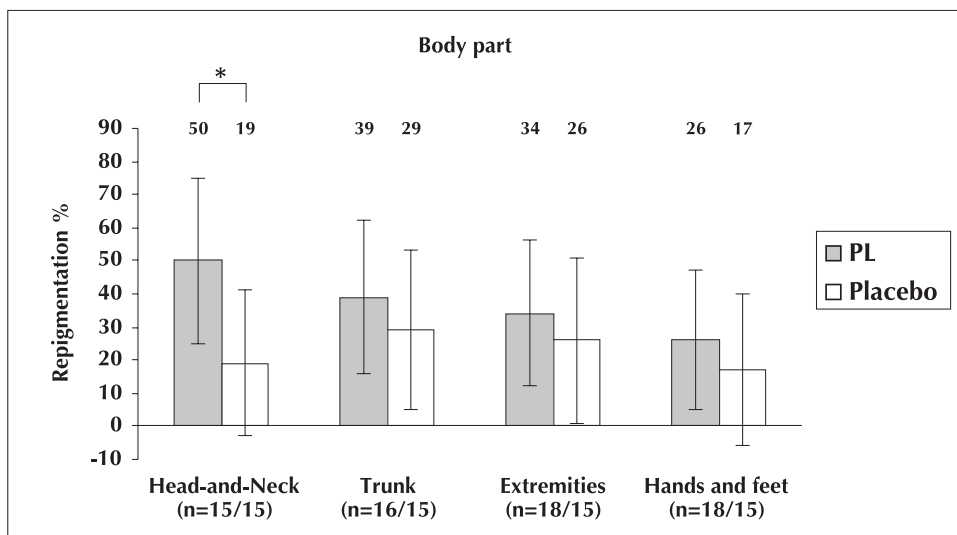 Body part
*
50 19 39 29 34 26 26 17
90
80
70
60
50
40
30
20
10
0
-10
Repigmentation %
PL
Placebo
Head-and-Neck Trunk Extremities Hands and feet
(n=15/15) (n=16/15) (n=18/15) (n=18/15)